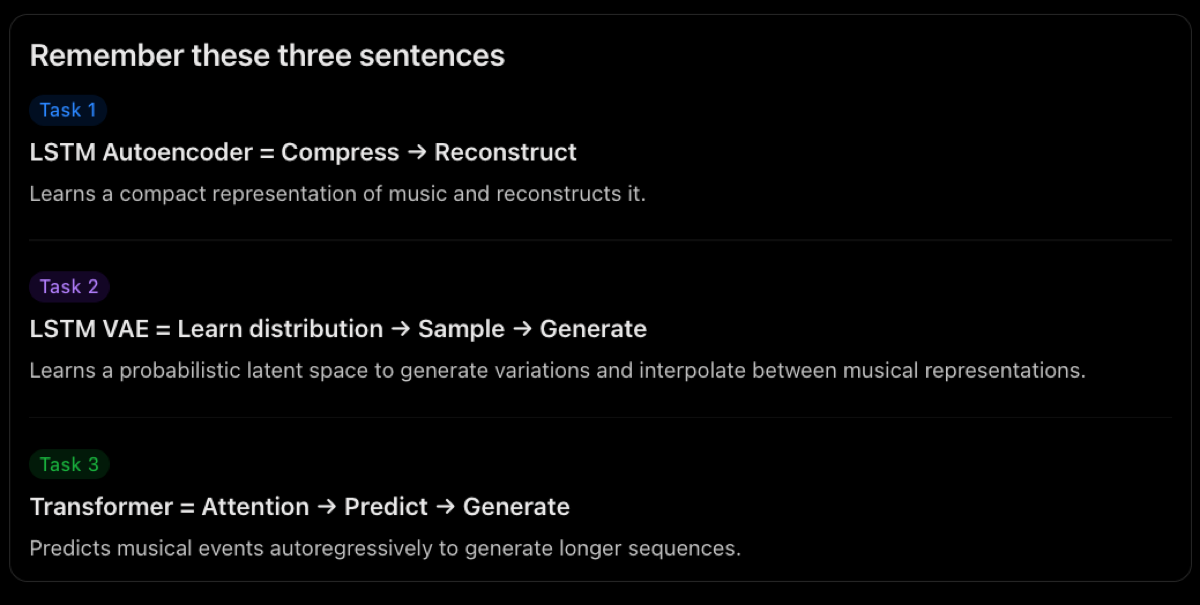 Remember these three sentences
Task 1
LSTM Autoencoder = Compress → Reconstruct
Learns a compact representation of music and reconstructs it.
Task 2
LSTM VAE = Learn distribution → Sample → Generate
Learns a probabilistic latent space to generate variations and interpolate between musical representations.
Task 3
Transformer = Attention → Predict → Generate
Predicts musical events autoregressively to generate longer sequences.